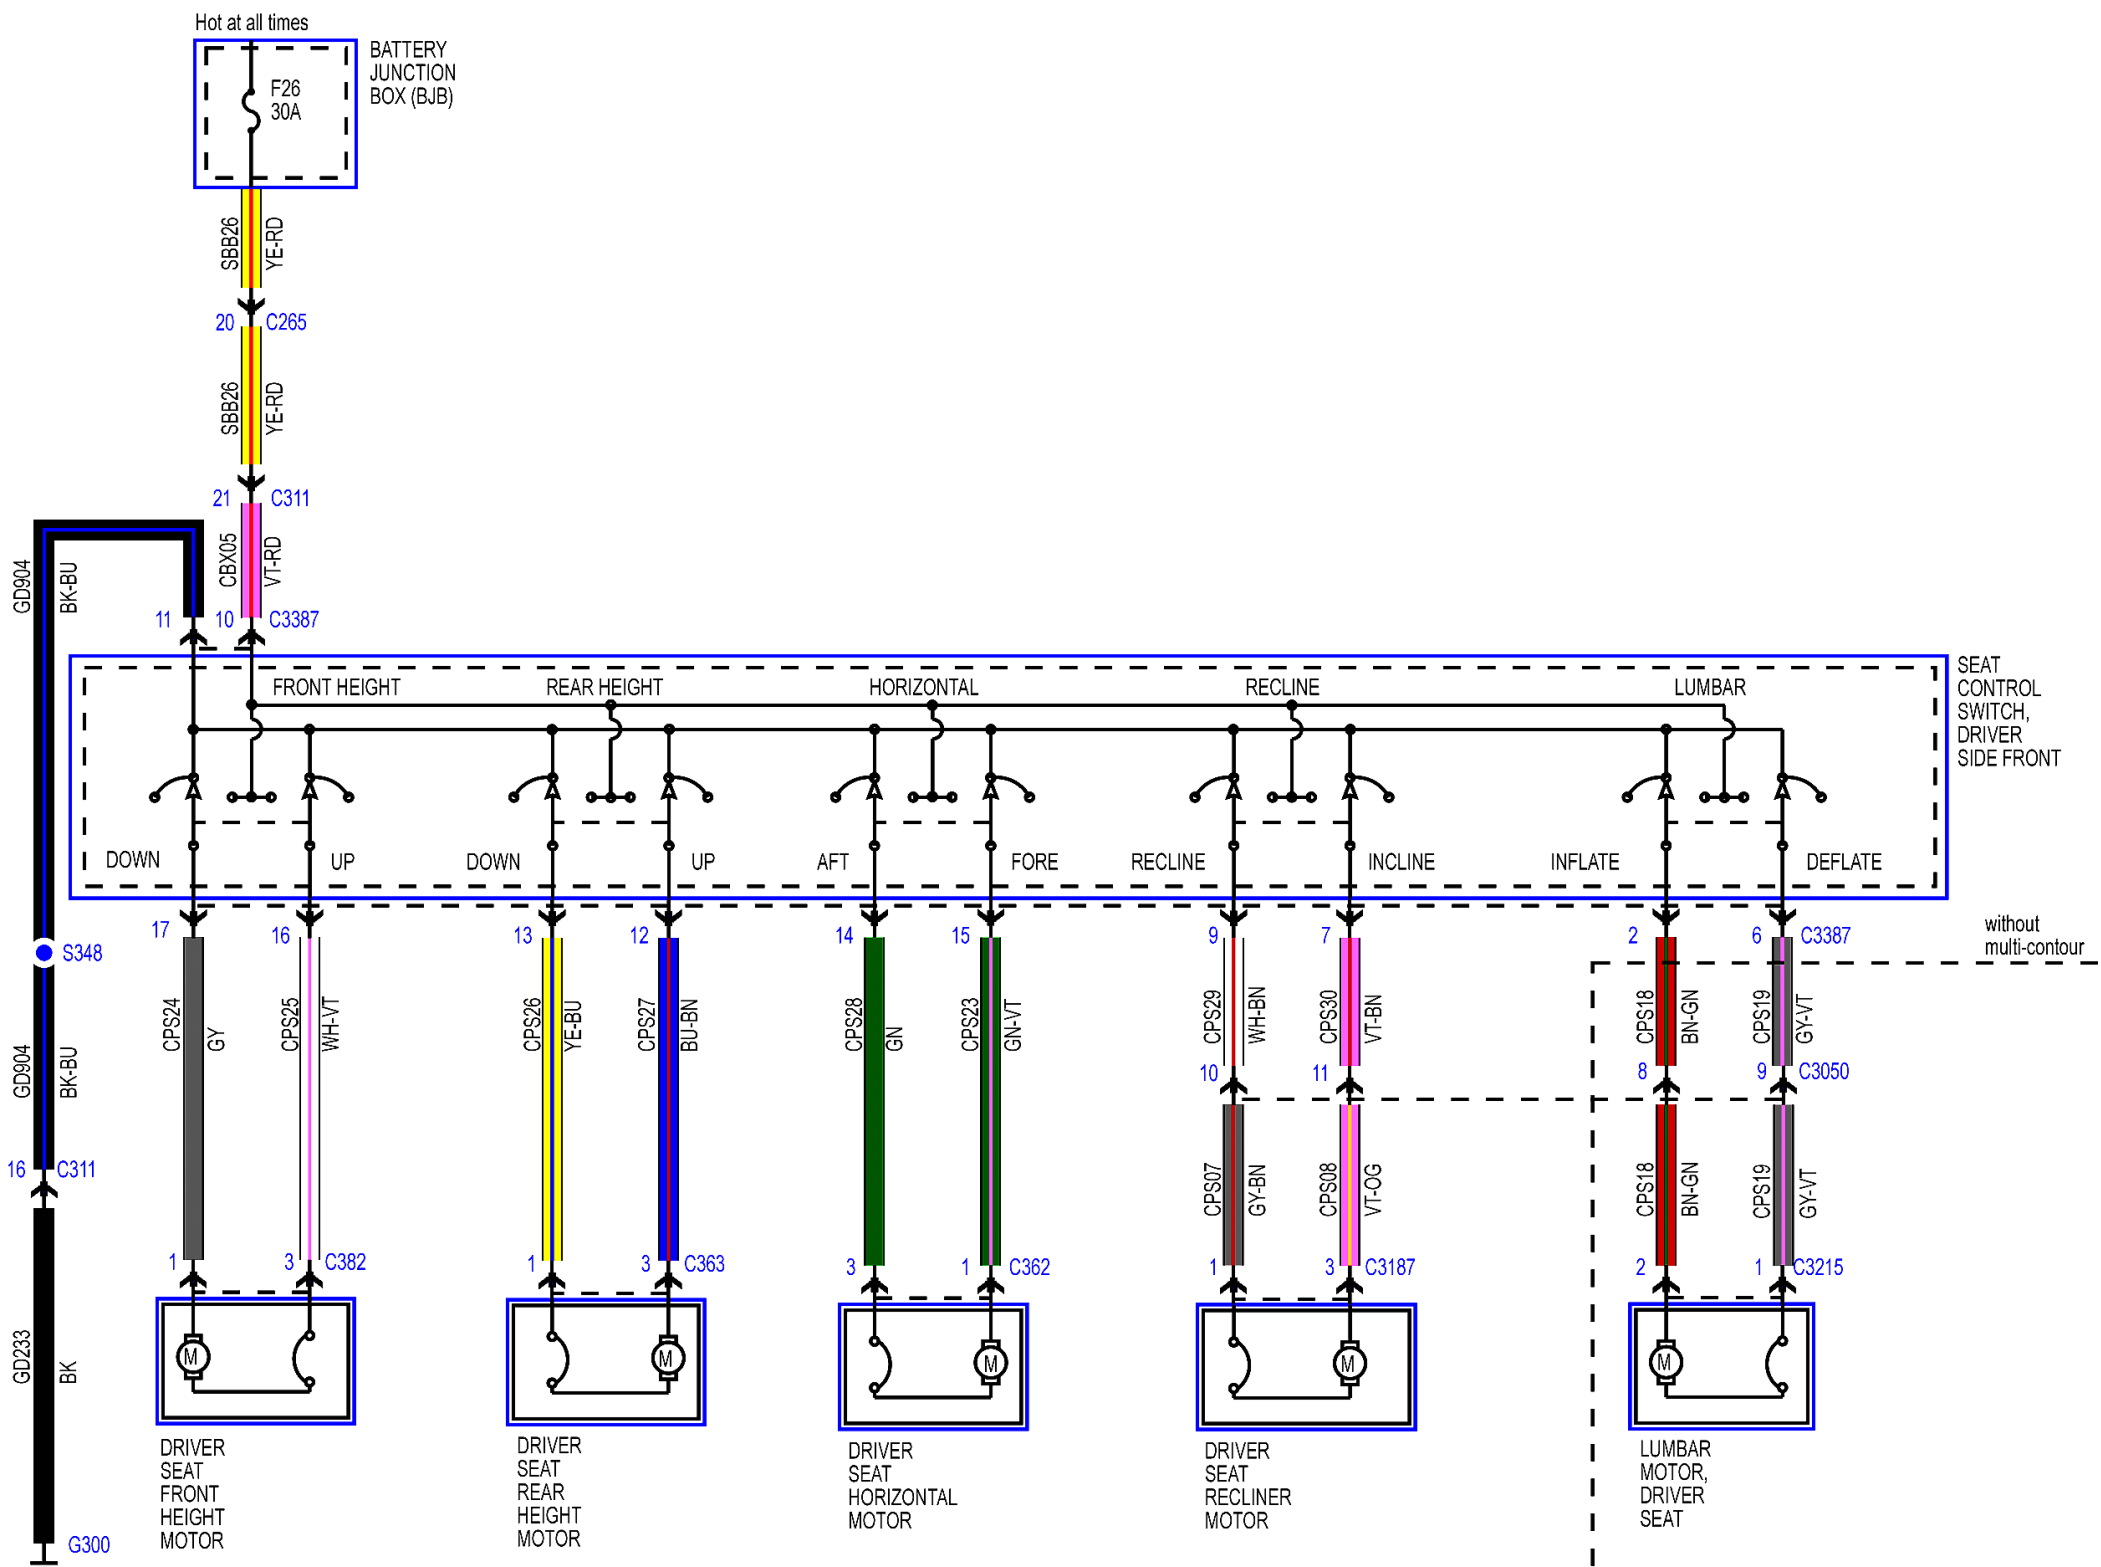 Hot at all times
BATTERY
JUNCTION
BOX (BJB)
F26
30A
SBB26
YE-RD
20
C265
SBB26
YE-RD
21
C311
CBX05
VT-RD
GD904
BK-BU
11
10
C3387
SEAT
CONTROL
SWITCH,
DRIVER
SIDE FRONT
FRONT HEIGHT
REAR HEIGHT
HORIZONTAL
RECLINE
LUMBAR
DOWN
UP
DOWN
UP
AFT
FORE
RECLINE
INCLINE
INFLATE
DEFLATE
17
16
13
12
14
15
9
7
2
6
C3387
without
multi-contour
S348
CPS24
GY
CPS25
WH-VT
CPS26
YE-BU
CPS27
BU-BN
CPS28
GN
CPS23
GN-VT
CPS29
WH-BN
CPS30
VT-BN
CPS18
BN-GN
CPS19
GY-VT
GD904
BK-BU
10
11
8
9
C3050
16
C311
CPS07
GY-BN
CPS08
VT-OG
CPS18
BN-GN
CPS19
GY-VT
1
3
C382
1
3
C363
3
1
C362
1
3
C3187
2
1
C3215
GD233
BK
M
M
M
M
M
DRIVER
SEAT
FRONT
HEIGHT
MOTOR
DRIVER
SEAT
REAR
HEIGHT
MOTOR
DRIVER
SEAT
HORIZONTAL
MOTOR
DRIVER
SEAT
RECLINER
MOTOR
LUMBAR
MOTOR,
DRIVER
SEAT
G300